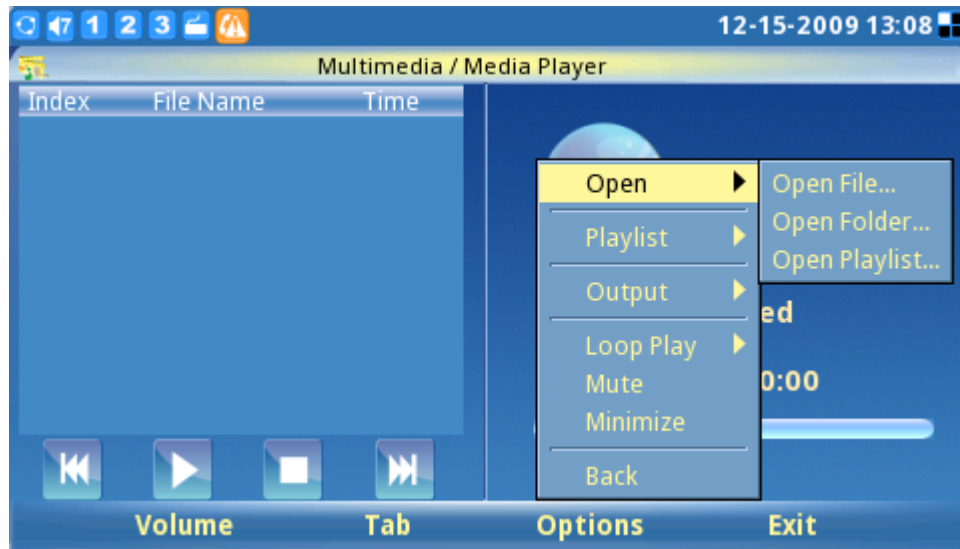 7 1 2 3 12-15-2009 13:08
Multimedia / Media Player
Index File Name Time
Open
Playlist
Output
Loop Play
Mute
Minimize
Back
Open File...
Open Folder...
Open Playlist...
ed
0:00
Volume Tab Options Exit